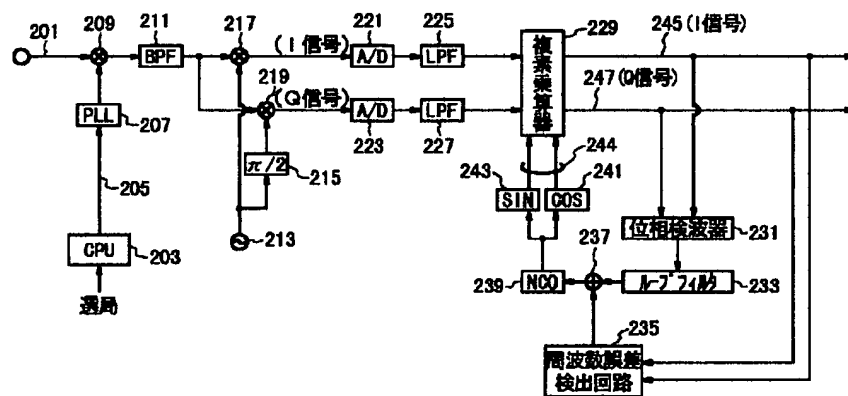 201
209
211
BPF
217
(I信号)
219
(Q信号)
221
A/D
225
LPF
A/D
223
LPF
227
複素乗算器
229
245(I信号)
247(Q信号)
PLL
207
π/2
215
213
205
CPU
203
選局
243
SIN
COS
241
244
位相検波器
231
237
239
NCO
ループフィルタ
233
235
周波数誤差
検出回路